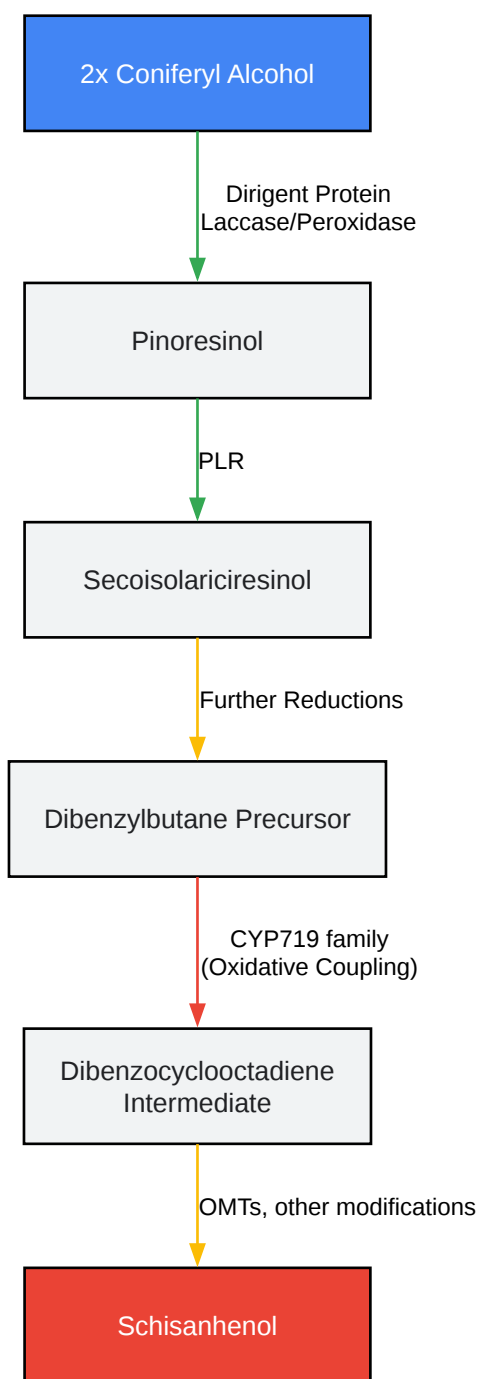 2x Coniferyl Alcohol
Dirigent Protein
Laccase/Peroxidase
Pinoresinol
PLR
Secoisolariciresinol
Further Reductions
Dibenzylbutane Precursor
CYP719 family
(Oxidative Coupling)
Dibenzocyclooctadiene
Intermediate
OMTs, other modifications
Schisanhenol